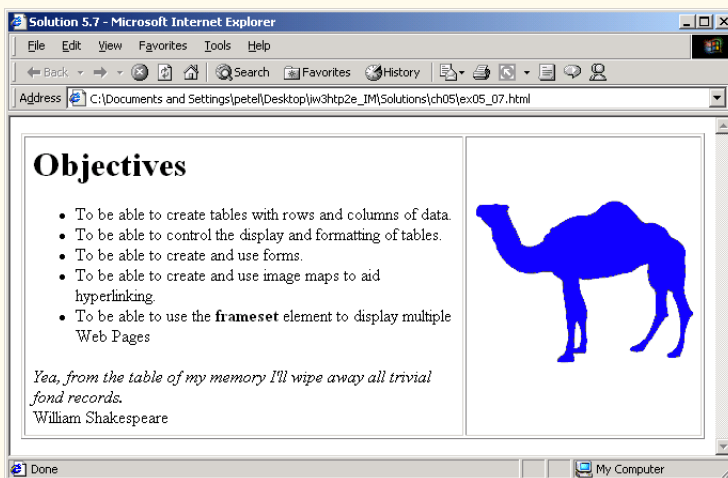 Solution 5.7 - Microsoft Internet Explorer
File Edit View Favorites Tools Help
Back Search Favorites History
Address C:\Documents and Settings\petel\Desktop\iw3htp2e_IM\Solutions\ch05\ex05_07.html
Objectives
• To be able to create tables with rows and columns of data.
• To be able to control the display and formatting of tables.
• To be able to create and use forms.
• To be able to create and use image maps to aid
hyperlinking.
• To be able to use the frameset element to display multiple
Web Pages
Yea, from the table of my memory I'll wipe away all trivial
fond records.
William Shakespeare
Done My Computer